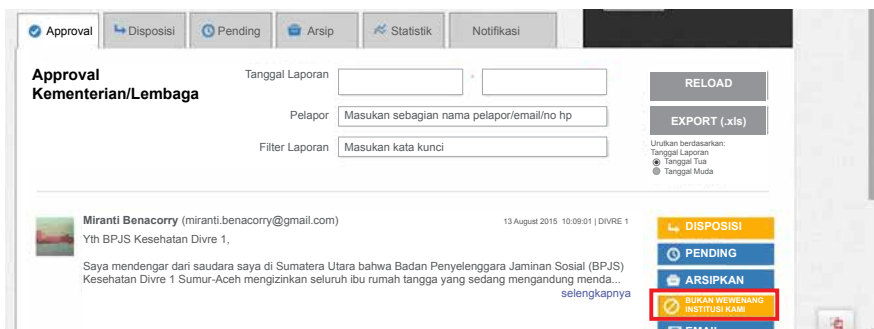 Approval
Disposisi
Pending
Arsip
Statistik
Notifikasi
Approval
Kementerian/Lembaga
Tanggal Laporan
Pelapor
Masukan sebagian nama pelapor/email/no hp
Filter Laporan
Masukan kata kunci
RELOAD
EXPORT (.xls)
Urutkan berdasarkan:
Tanggal Laporan
Tanggal Tua
Tanggal Muda
Miranti Benacorry (miranti.benacorry@gmail.com)
13 August 2015 10:09:01 | DIVRE 1
Yth BPJS Kesehatan Divre 1,
Saya mendengar dari saudara saya di Sumatera Utara bahwa Badan Penyelenggara Jaminan Sosial (BPJS)
Kesehatan Divre 1 Sumur-Aceh mengizinkan seluruh ibu rumah tangga yang sedang mengandung menda...
selengkapnya
DISPOSISI
PENDING
ARSIPKAN
BUKAN WEWENANG
INSTITUSI KAMI
EMAIL